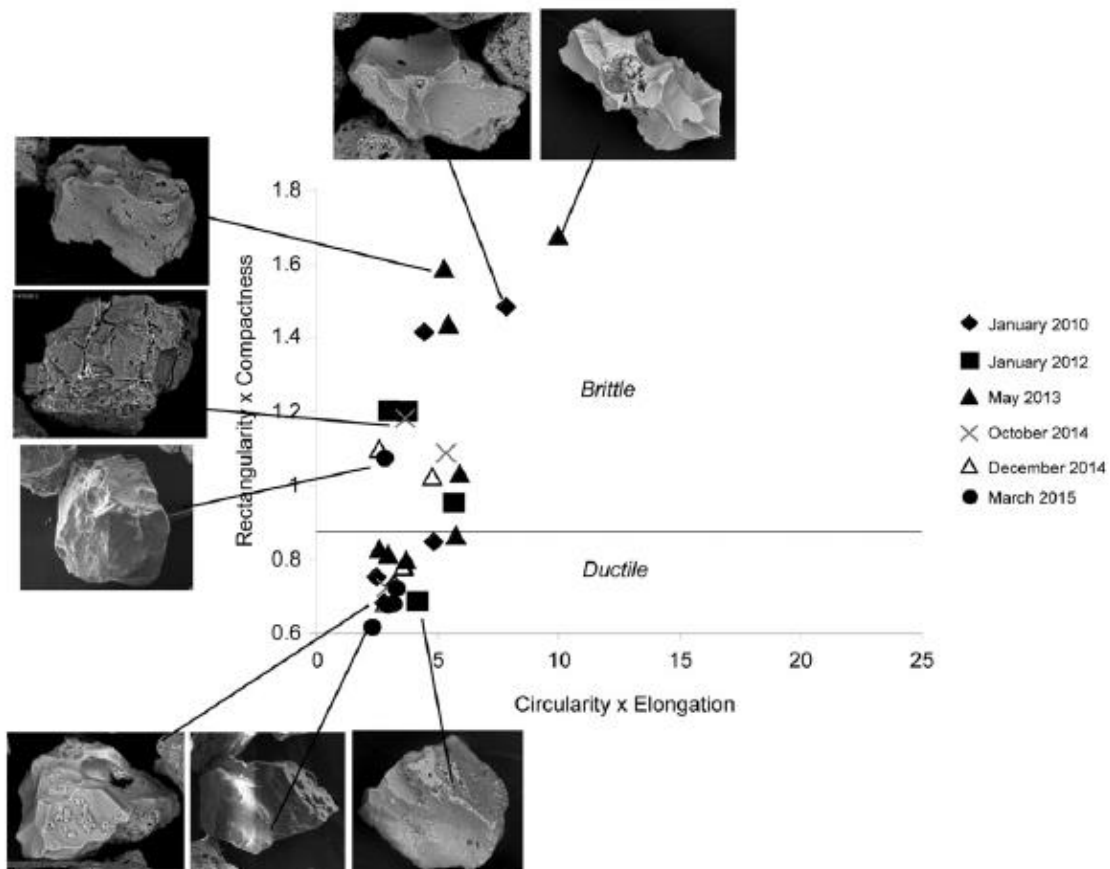 1.8
1.6
1.4
1.2
1
0.8
0.6
Rectangularity x Compactness
Brittle
Ductile
0 5 10 15 20 25
Circularity x Elongation
January 2010
January 2012
May 2013
October 2014
December 2014
March 2015